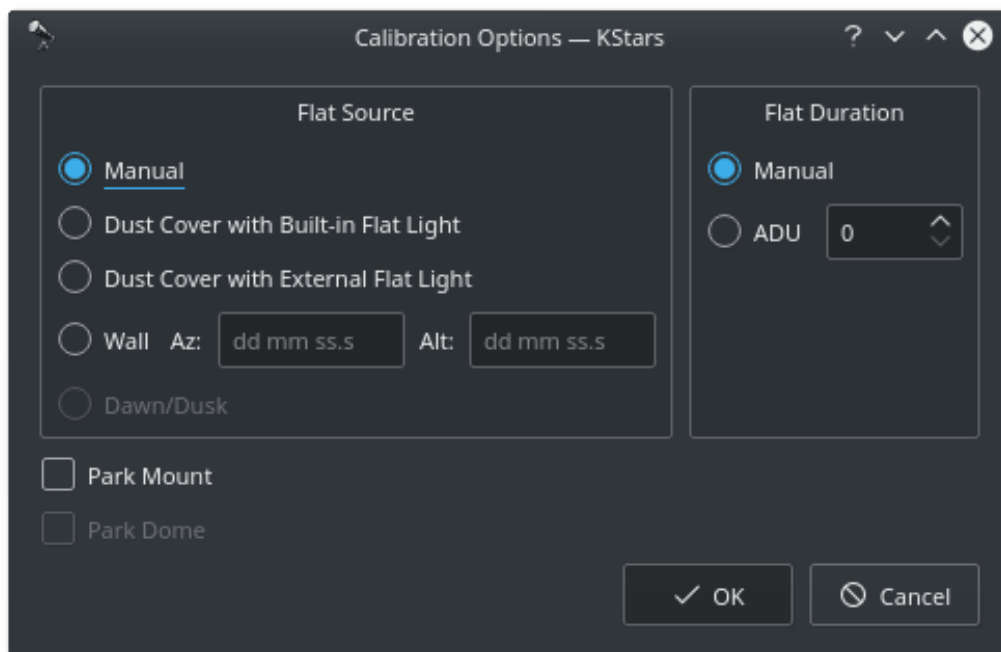 Calibration Options — KStars
Flat Source
Manual
Dust Cover with Built-in Flat Light
Dust Cover with External Flat Light
Wall Az: dd mm ss.s Alt: dd mm ss.s
Dawn/Dusk
Flat Duration
Manual
ADU 0
Park Mount
Park Dome
OK Cancel